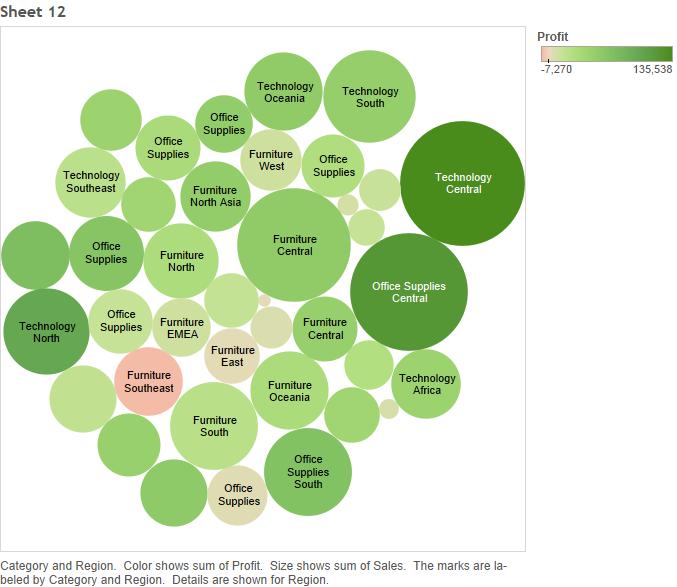 Sheet 12
Profit
-7,270 135,538
Technology
Oceania
Technology
South
Office
Supplies
Office
Supplies
Furniture
West
Office
Supplies
Technology
Southeast
Furniture
North Asia
Technology
Central
Office
Supplies
Furniture
North
Furniture
Central
Office Supplies
Central
Technology
North
Office
Supplies
Furniture
EMEA
Furniture
Central
Furniture
East
Furniture
Southeast
Furniture
Oceania
Technology
Africa
Furniture
South
Office
Supplies
South
Office
Supplies
Category and Region.  Color shows sum of Profit.  Size shows sum of Sales.  The marks are la-
beled by Category and Region.  Details are shown for Region.